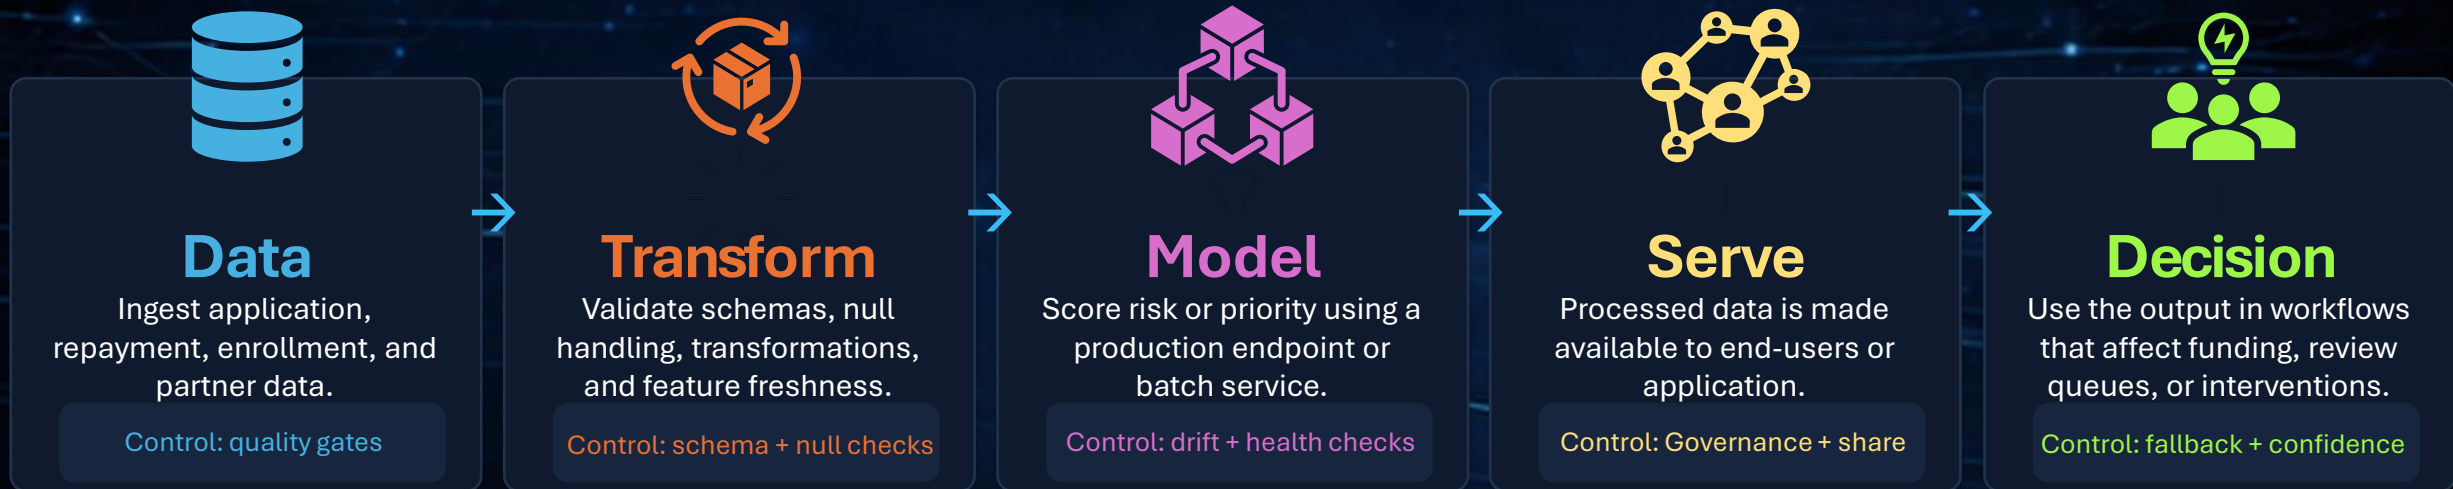 Data
Ingest application,
repayment, enrollment, and
partner data.
Control: quality gates
Transform
Validate schemas, null
handling, transformations,
and feature freshness.
Control: schema + null checks
Model
Score risk or priority using a
production endpoint or
batch service.
Control: drift + health checks
Serve
Processed data is made
available to end-users or
application.
Control: Governance + share
Decision
Use the output in workflows
that affect funding, review
queues, or interventions.
Control: fallback + confidence